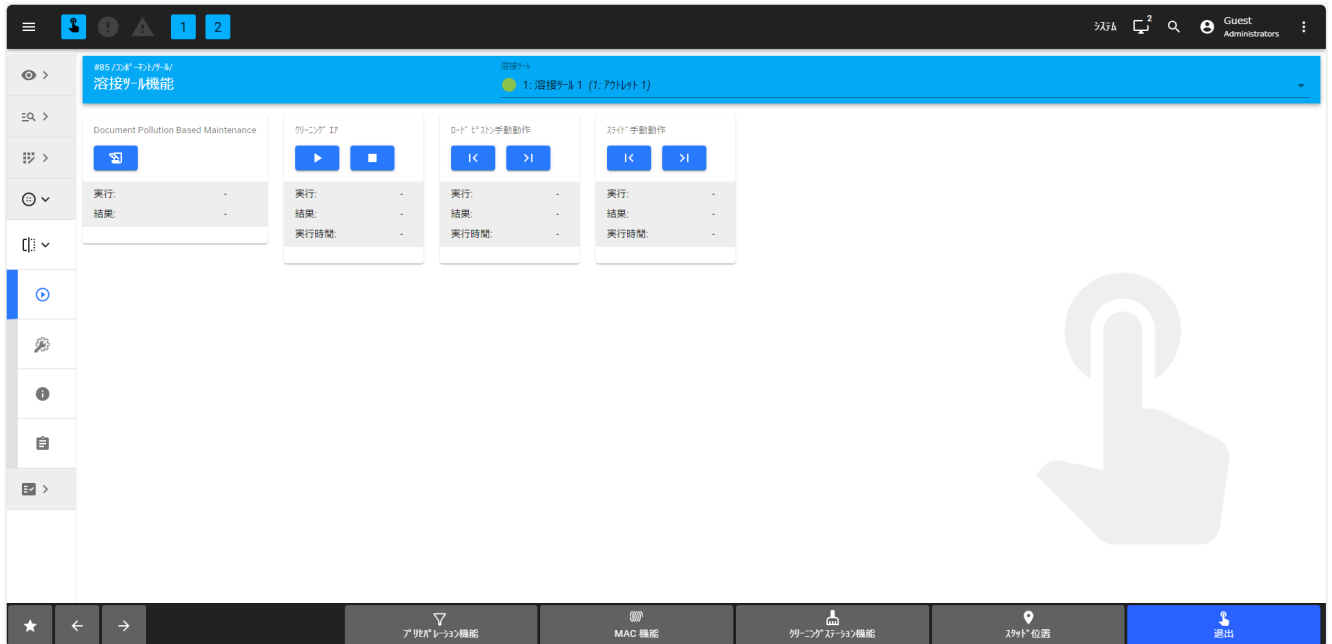 1
2
ｼｽﾃﾑ
2
Guest
Administrators
#85 /ｺﾝﾎﾟｰﾈﾝﾄ/ﾂｰﾙ/
溶接ﾂｰﾙ機能
溶接ﾂｰﾙ
1: 溶接ﾂｰﾙ 1 (1: ｱｳﾄﾚｯﾄ 1)
Document Pollution Based Maintenance
実行: -
結果: -
ｸﾘｰﾆﾝｸﾞ ｴｱ
実行: -
結果: -
実行時間: -
ﾛｰﾄﾞ ﾋﾟｽﾄﾝ手動動作
実行: -
結果: -
実行時間: -
ｽﾗｲﾄﾞ手動動作
実行: -
結果: -
実行時間: -
ﾌﾟﾘｾﾊﾟﾚｰｼｮﾝ機能
MAC 機能
ｸﾘｰﾆﾝｸﾞｽﾃｰｼｮﾝ機能
ｽﾀｯﾄﾞ位置
退出